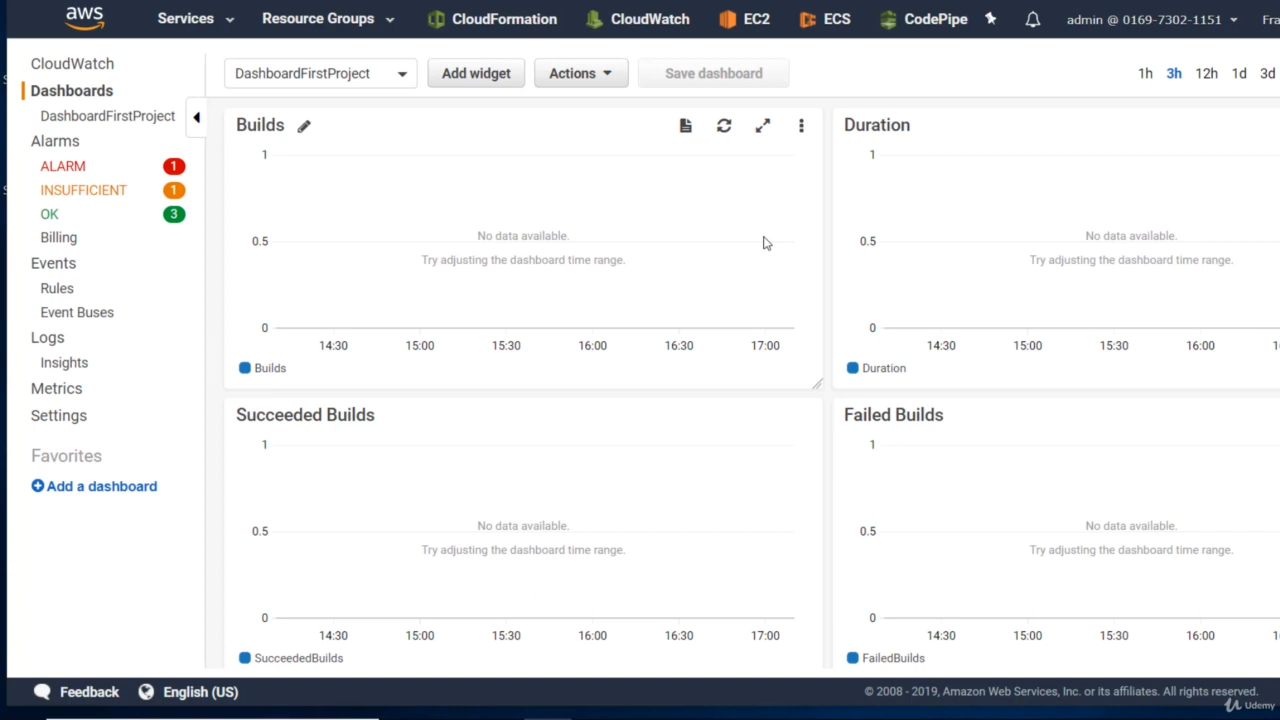 aws Services Resource Groups CloudFormation CloudWatch EC2 ECS CodePipe admin @ 0169-7302-1151 Fra
CloudWatch
Dashboards
DashboardFirstProject
Alarms
ALARM 1
INSUFFICIENT 1
OK 3
Billing
Events
Rules
Event Buses
Logs
Insights
Metrics
Settings
Favorites
Add a dashboard
DashboardFirstProject Add widget Actions Save dashboard 1h 3h 12h 1d 3d
Builds
1
0.5
0
No data available.
Try adjusting the dashboard time range.
14:30 15:00 15:30 16:00 16:30 17:00
Builds
Duration
1
0.5
0
No data available.
Try adjusting the dashboard time range.
14:30 15:00 15:30 16:00
Duration
Succeeded Builds
1
0.5
0
No data available.
Try adjusting the dashboard time range.
14:30 15:00 15:30 16:00 16:30 17:00
SucceededBuilds
Failed Builds
1
0.5
0
No data available.
Try adjusting the dashboard time range.
14:30 15:00 15:30 16:00
FailedBuilds
Feedback English (US) © 2008 - 2019, Amazon Web Services, Inc. or its affiliates. All rights reserved.
Udemy